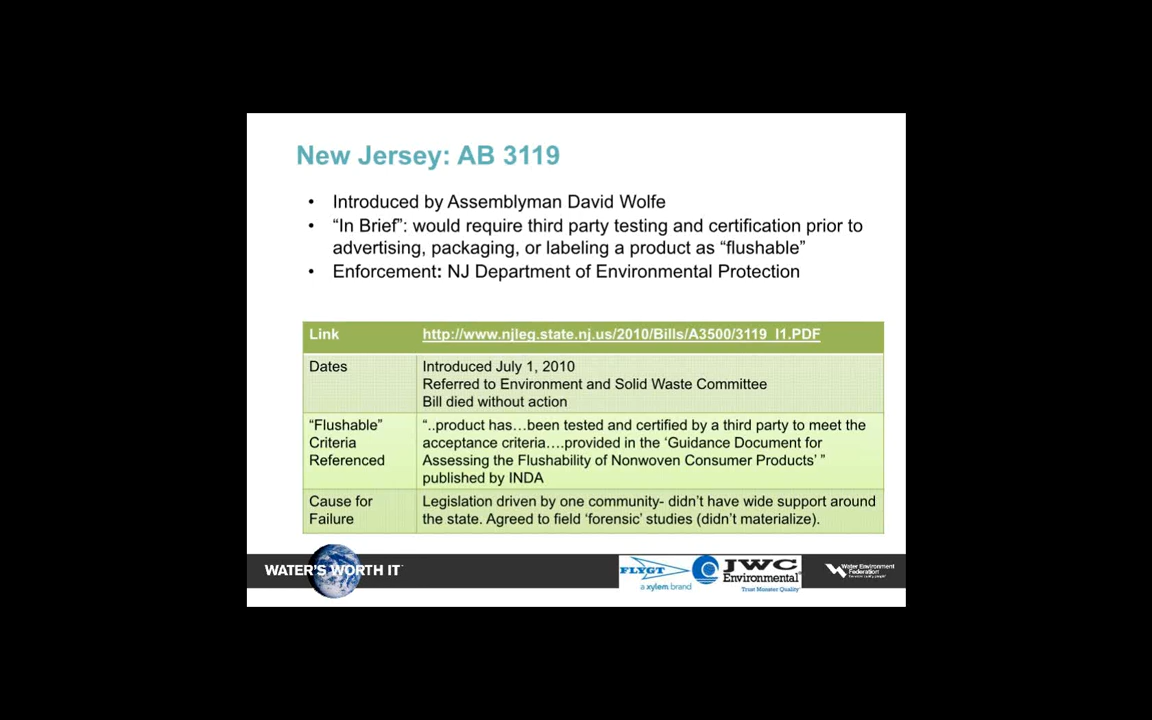 New Jersey: AB 3119
• Introduced by Assemblyman David Wolfe
• “In Brief”: would require third party testing and certification prior to
advertising, packaging, or labeling a product as “flushable”
• Enforcement: NJ Department of Environmental Protection
Link http://www.njleg.state.nj.us/2010/Bills/A3500/3119_I1.PDF
Dates
Introduced July 1, 2010
Referred to Environment and Solid Waste Committee
Bill died without action
“Flushable”
Criteria
Referenced
“..product has…been tested and certified by a third party to meet the
acceptance criteria….provided in the ‘Guidance Document for
Assessing the Flushability of Nonwoven Consumer Products’ ”
published by INDA
Cause for
Failure
Legislation driven by one community- didn’t have wide support around
the state. Agreed to field ‘forensic’ studies (didn’t materialize).
WATER'S WORTH IT
FLYGT
a xylem brand
JWC
Environmental
Trust Monster Quality
Water Environment
Federation